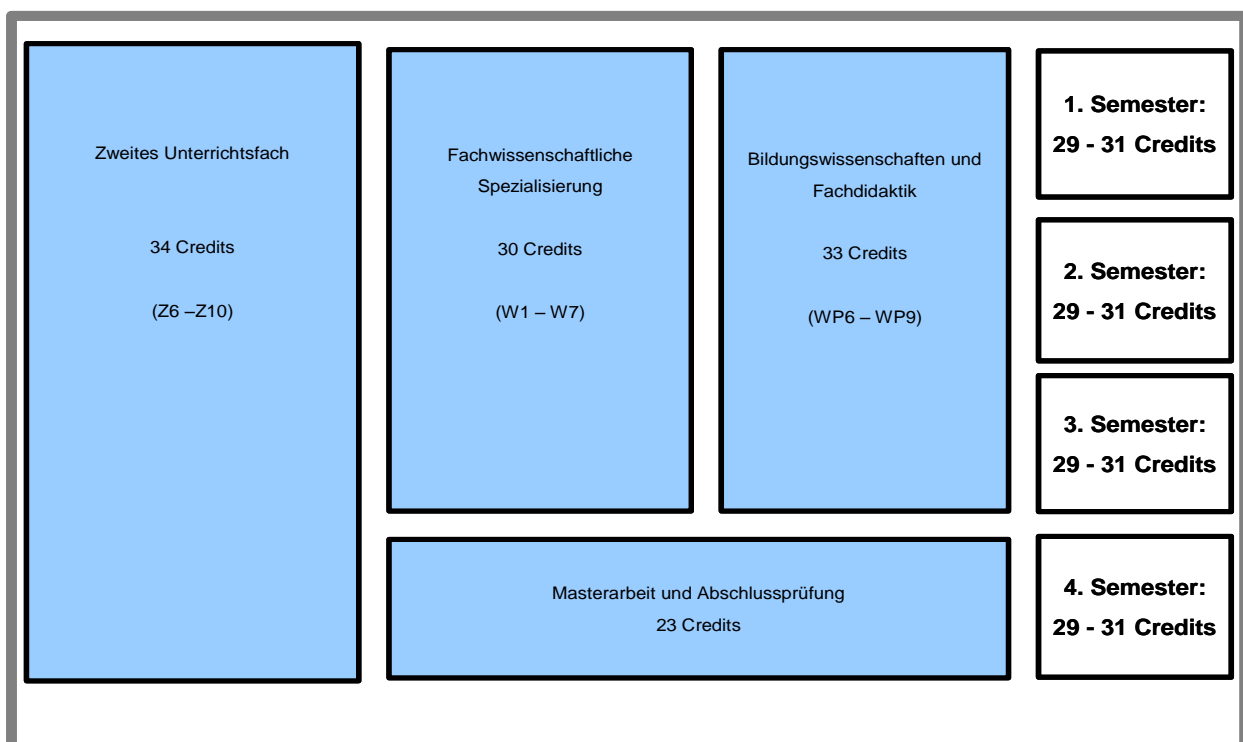 Zweites Unterrichtsfach
34 Credits
(Z6 –Z10)
Fachwissenschaftliche
Spezialisierung
30 Credits
(W1 – W7)
Bildungswissenschaften und
Fachdidaktik
33 Credits
(WP6 – WP9)
1. Semester:
29 - 31 Credits
2. Semester:
29 - 31 Credits
3. Semester:
29 - 31 Credits
Masterarbeit und Abschlussprüfung
23 Credits
4. Semester:
29 - 31 Credits